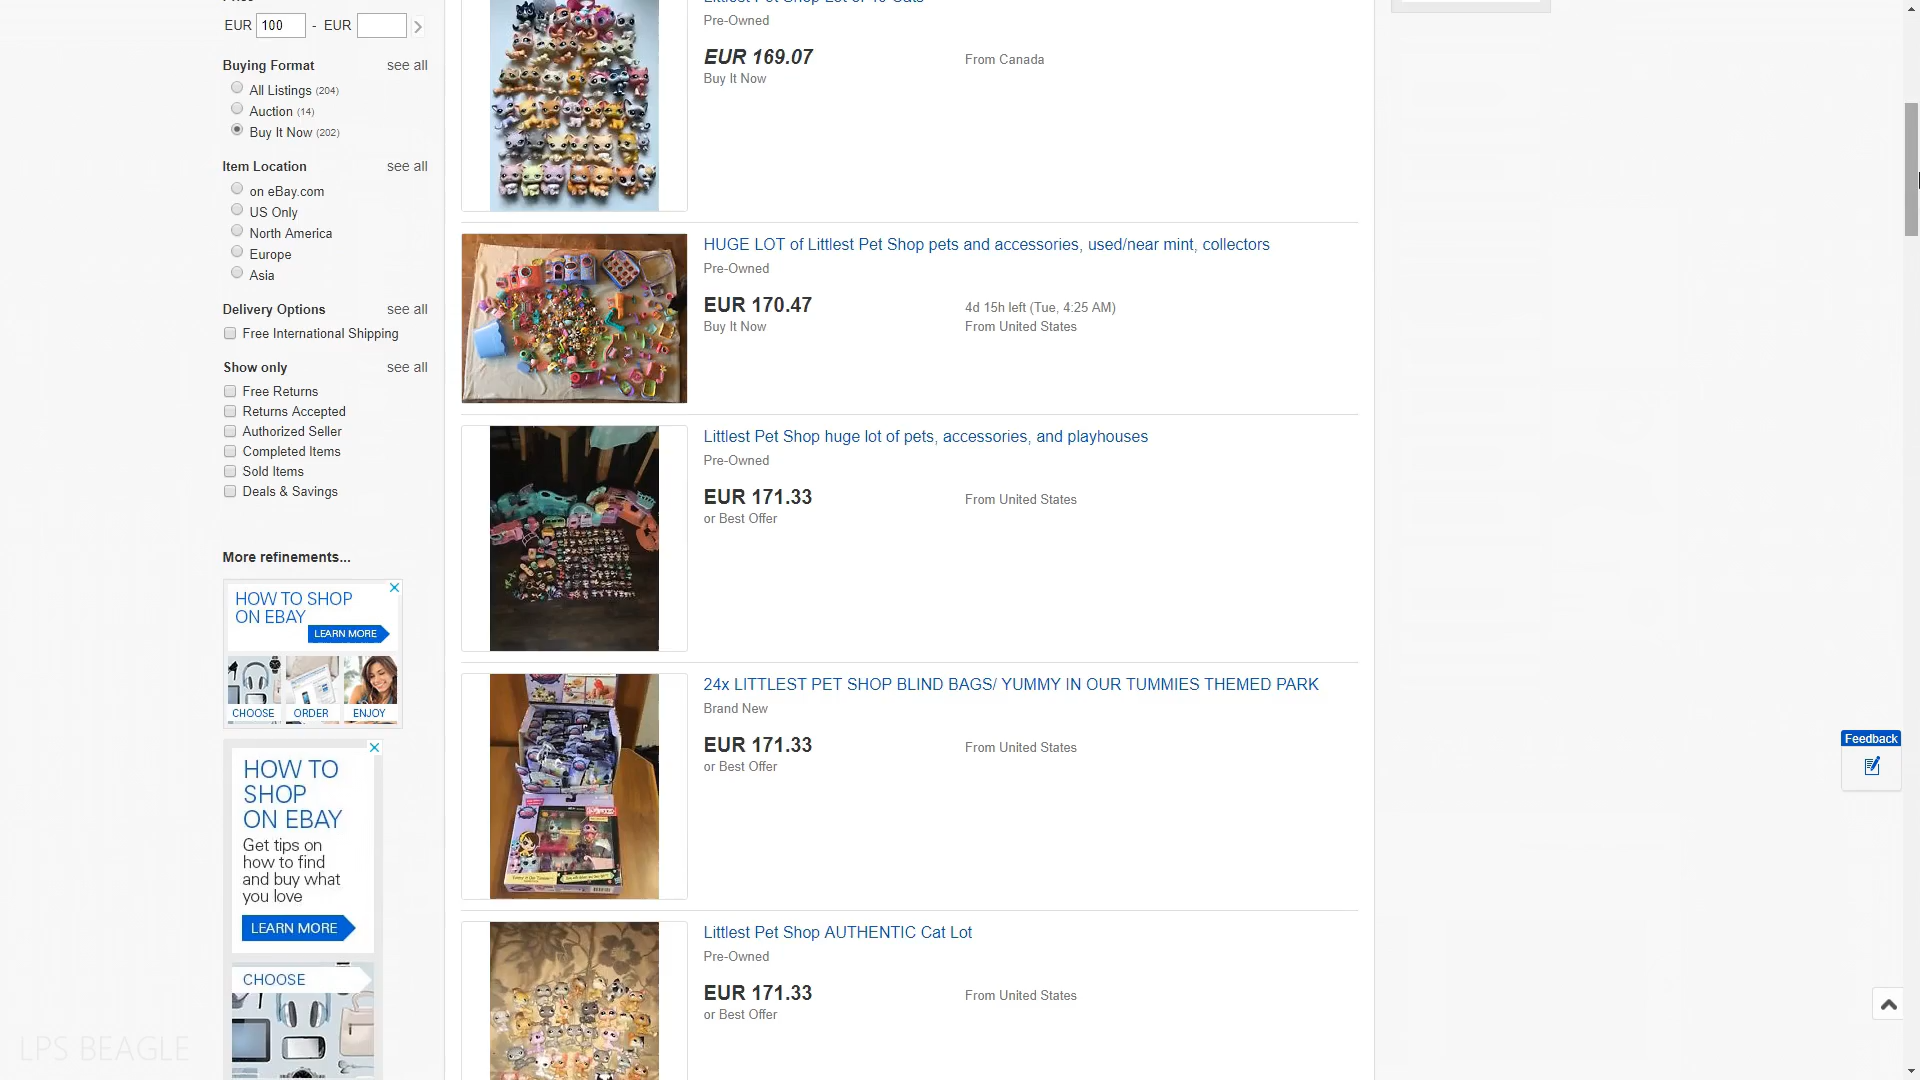 EUR 100 - EUR
Buying Format see all
All Listings (204)
Auction (14)
Buy It Now (202)
Item Location see all
on eBay.com
US Only
North America
Europe
Asia
Delivery Options see all
Free International Shipping
Show only see all
Free Returns
Returns Accepted
Authorized Seller
Completed Items
Sold Items
Deals & Savings
More refinements...
HOW TO SHOP
ON EBAY
LEARN MORE
CHOOSE ORDER ENJOY
HOW TO
SHOP
ON EBAY
Get tips on
how to find
and buy what
you love
LEARN MORE
CHOOSE
Pre-Owned
EUR 169.07
From Canada
Buy It Now
HUGE LOT of Littlest Pet Shop pets and accessories, used/near mint, collectors
Pre-Owned
EUR 170.47
4d 15h left (Tue, 4:25 AM)
Buy It Now
From United States
Littlest Pet Shop huge lot of pets, accessories, and playhouses
Pre-Owned
EUR 171.33
From United States
or Best Offer
24x LITTLEST PET SHOP BLIND BAGS/ YUMMY IN OUR TUMMIES THEMED PARK
Brand New
EUR 171.33
From United States
or Best Offer
Littlest Pet Shop AUTHENTIC Cat Lot
Pre-Owned
EUR 171.33
From United States
or Best Offer
Feedback
LPS BEAGLE